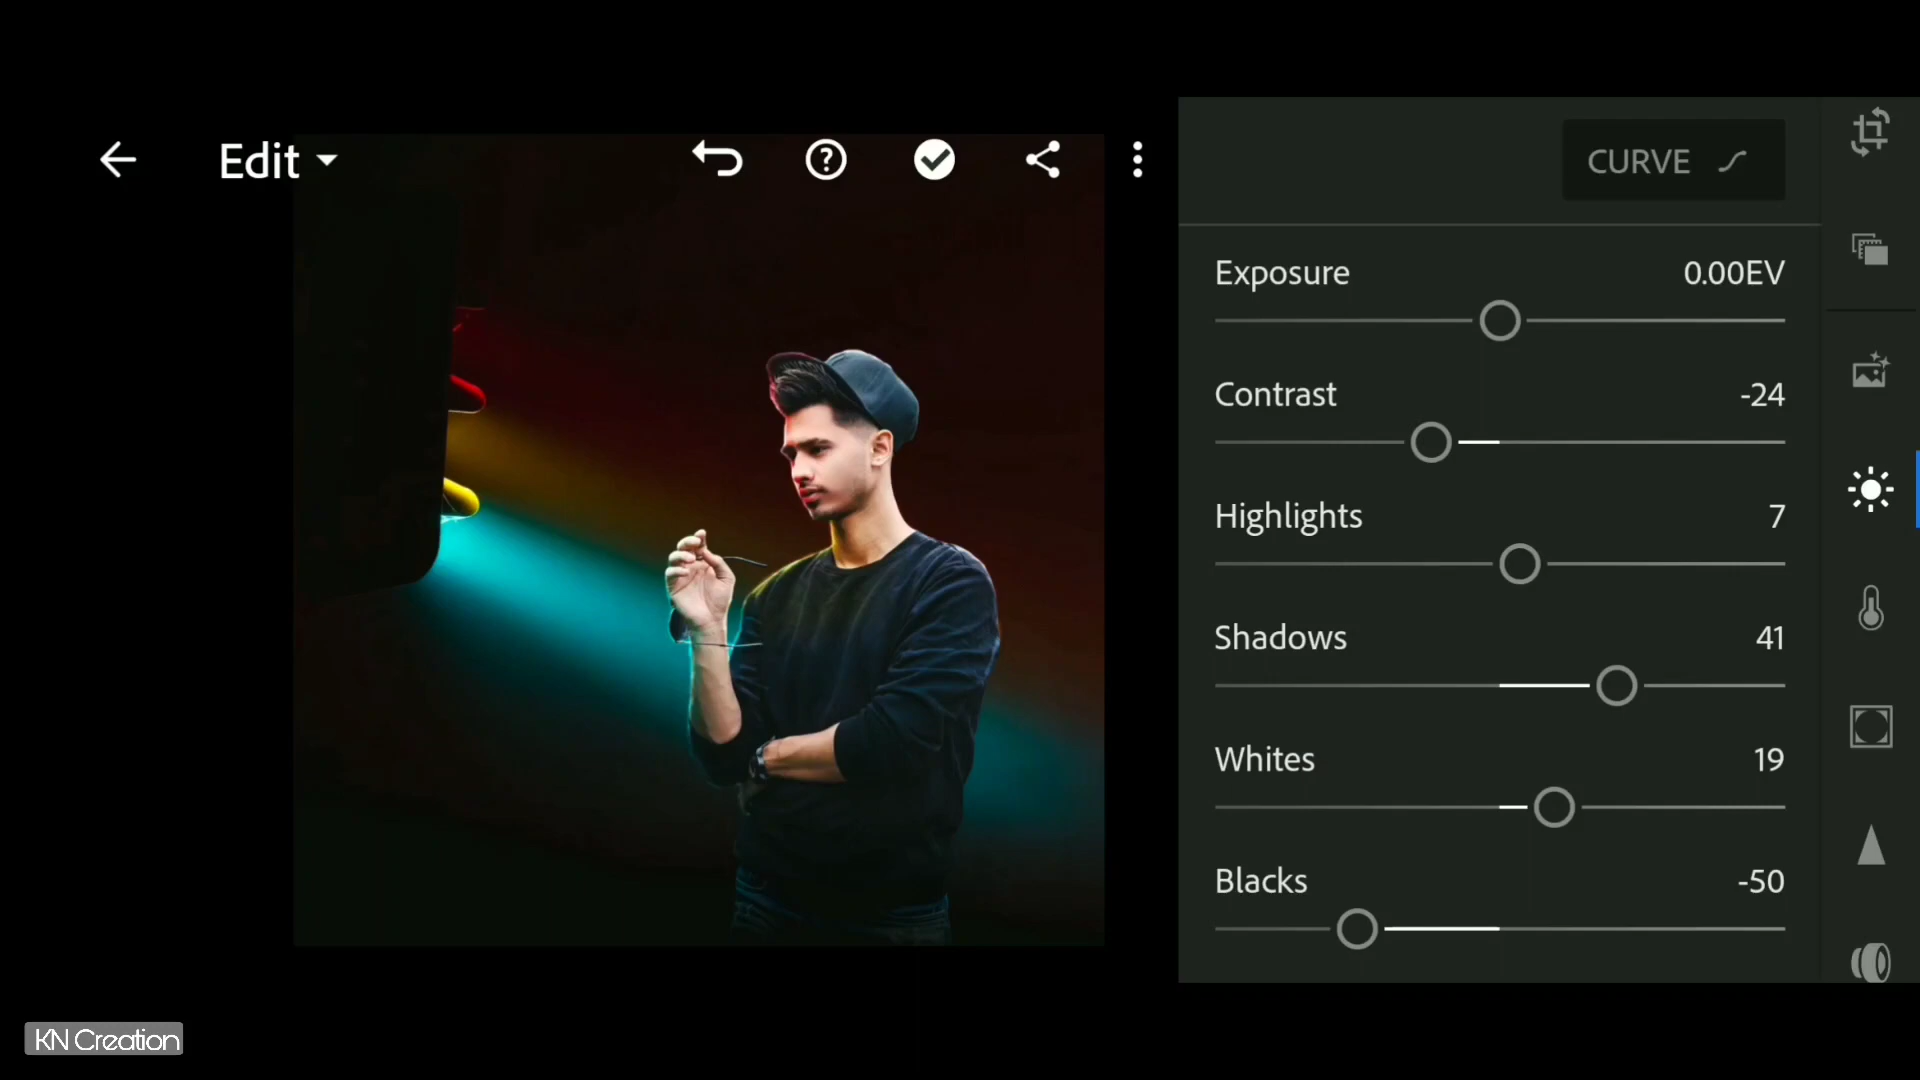 Edit
CURVE
Exposure 0.00EV
Contrast -24
Highlights 7
Shadows 41
Whites 19
Blacks -50
KN Creation